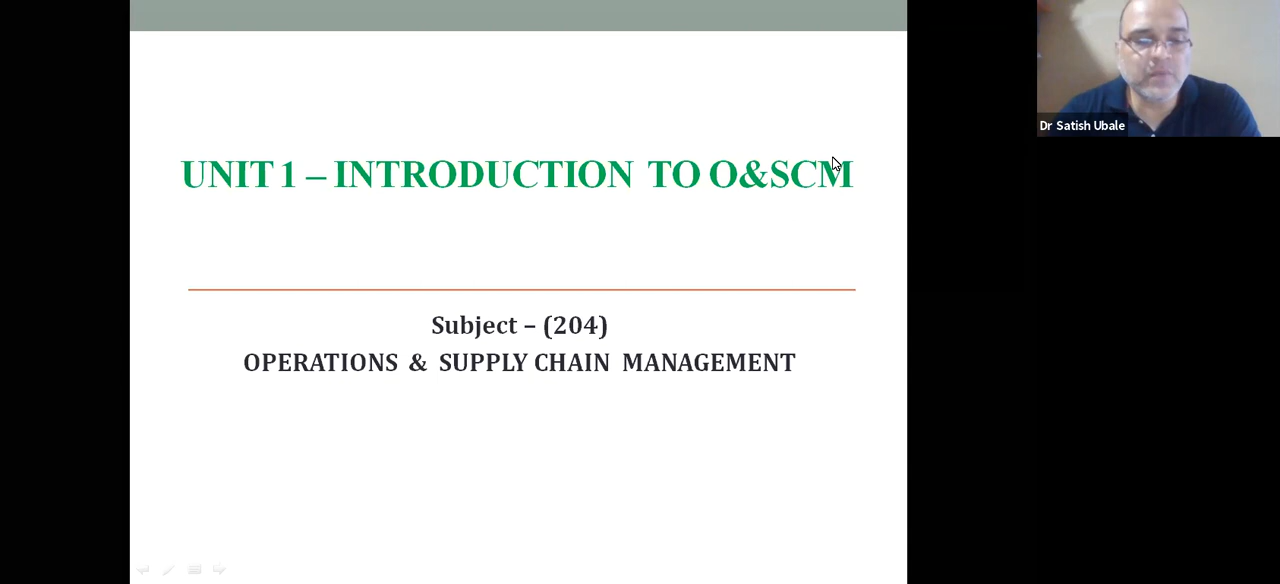 UNIT 1 – INTRODUCTION TO O&SCM
Subject – (204)
OPERATIONS & SUPPLY CHAIN MANAGEMENT
Dr Satish Ubale